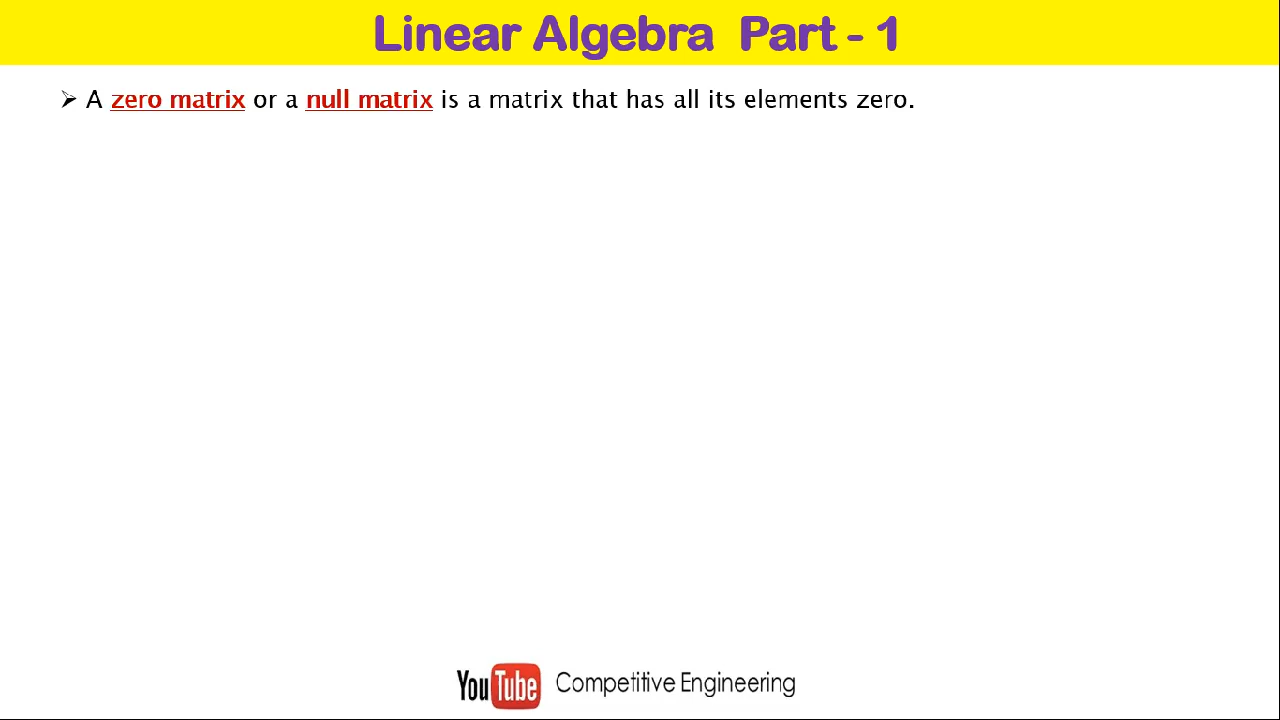 Linear Algebra Part - 1
➢ A zero matrix or a null matrix is a matrix that has all its elements zero.
YouTube Competitive Engineering